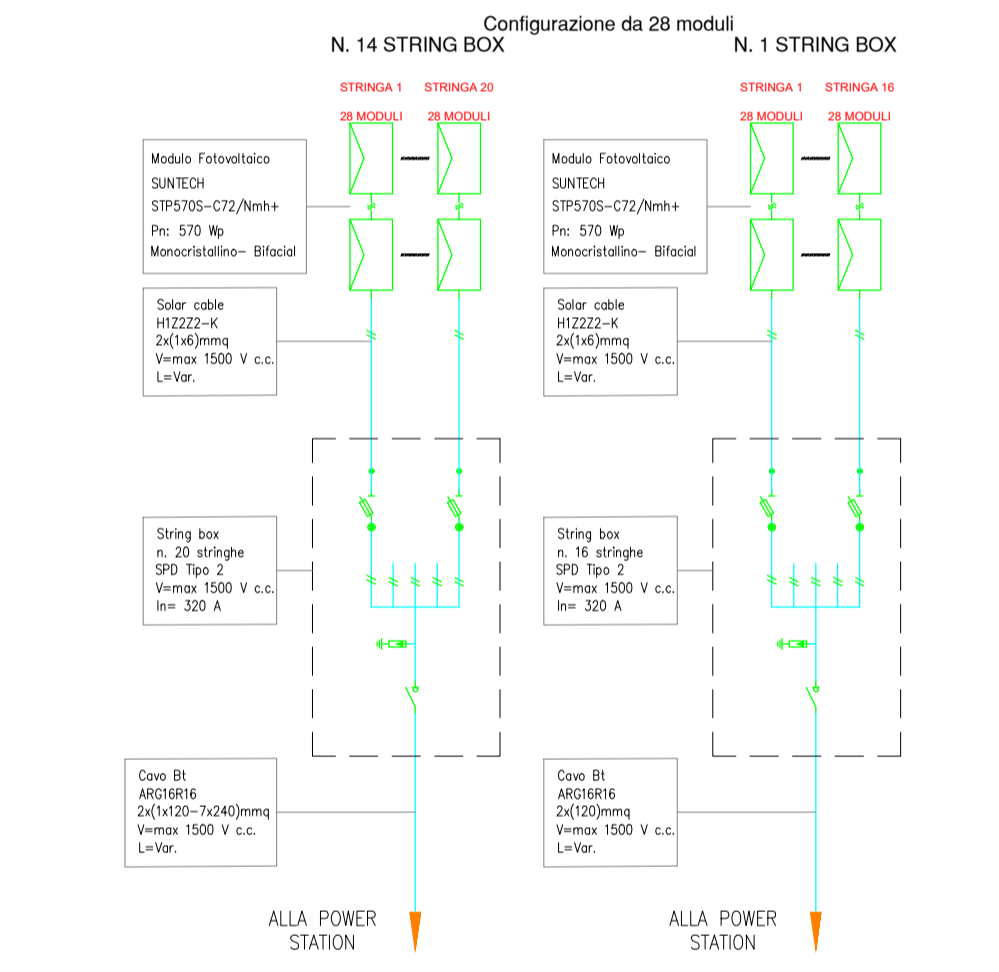 Configurazione da 28 moduli
N. 14 STRING BOX
STRINGA 1
STRINGA 20
28 MODULI
28 MODULI
Modulo Fotovoltaico
SUNTECH
STP570S-C72/Nmh+
Pn: 570 Wp
Monocristallino- Bifacial
Solar cable
H1Z2Z2-K
2x(1x6)mmq
V=max 1500 V c.c.
L=Var.
String box
n. 20 stringhe
SPD Tipo 2
V=max 1500 V c.c.
In= 320 A
Cavo Bt
ARG16R16
2x(1x120-7x240)mmq
V=max 1500 V c.c.
L=Var.
ALLA POWER
STATION
N. 1 STRING BOX
STRINGA 1
STRINGA 16
28 MODULI
28 MODULI
Modulo Fotovoltaico
SUNTECH
STP570S-C72/Nmh+
Pn: 570 Wp
Monocristallino- Bifacial
Solar cable
H1Z2Z2-K
2x(1x6)mmq
V=max 1500 V c.c.
L=Var.
String box
n. 16 stringhe
SPD Tipo 2
V=max 1500 V c.c.
In= 320 A
Cavo Bt
ARG16R16
2x(120)mmq
V=max 1500 V c.c.
L=Var.
ALLA POWER
STATION